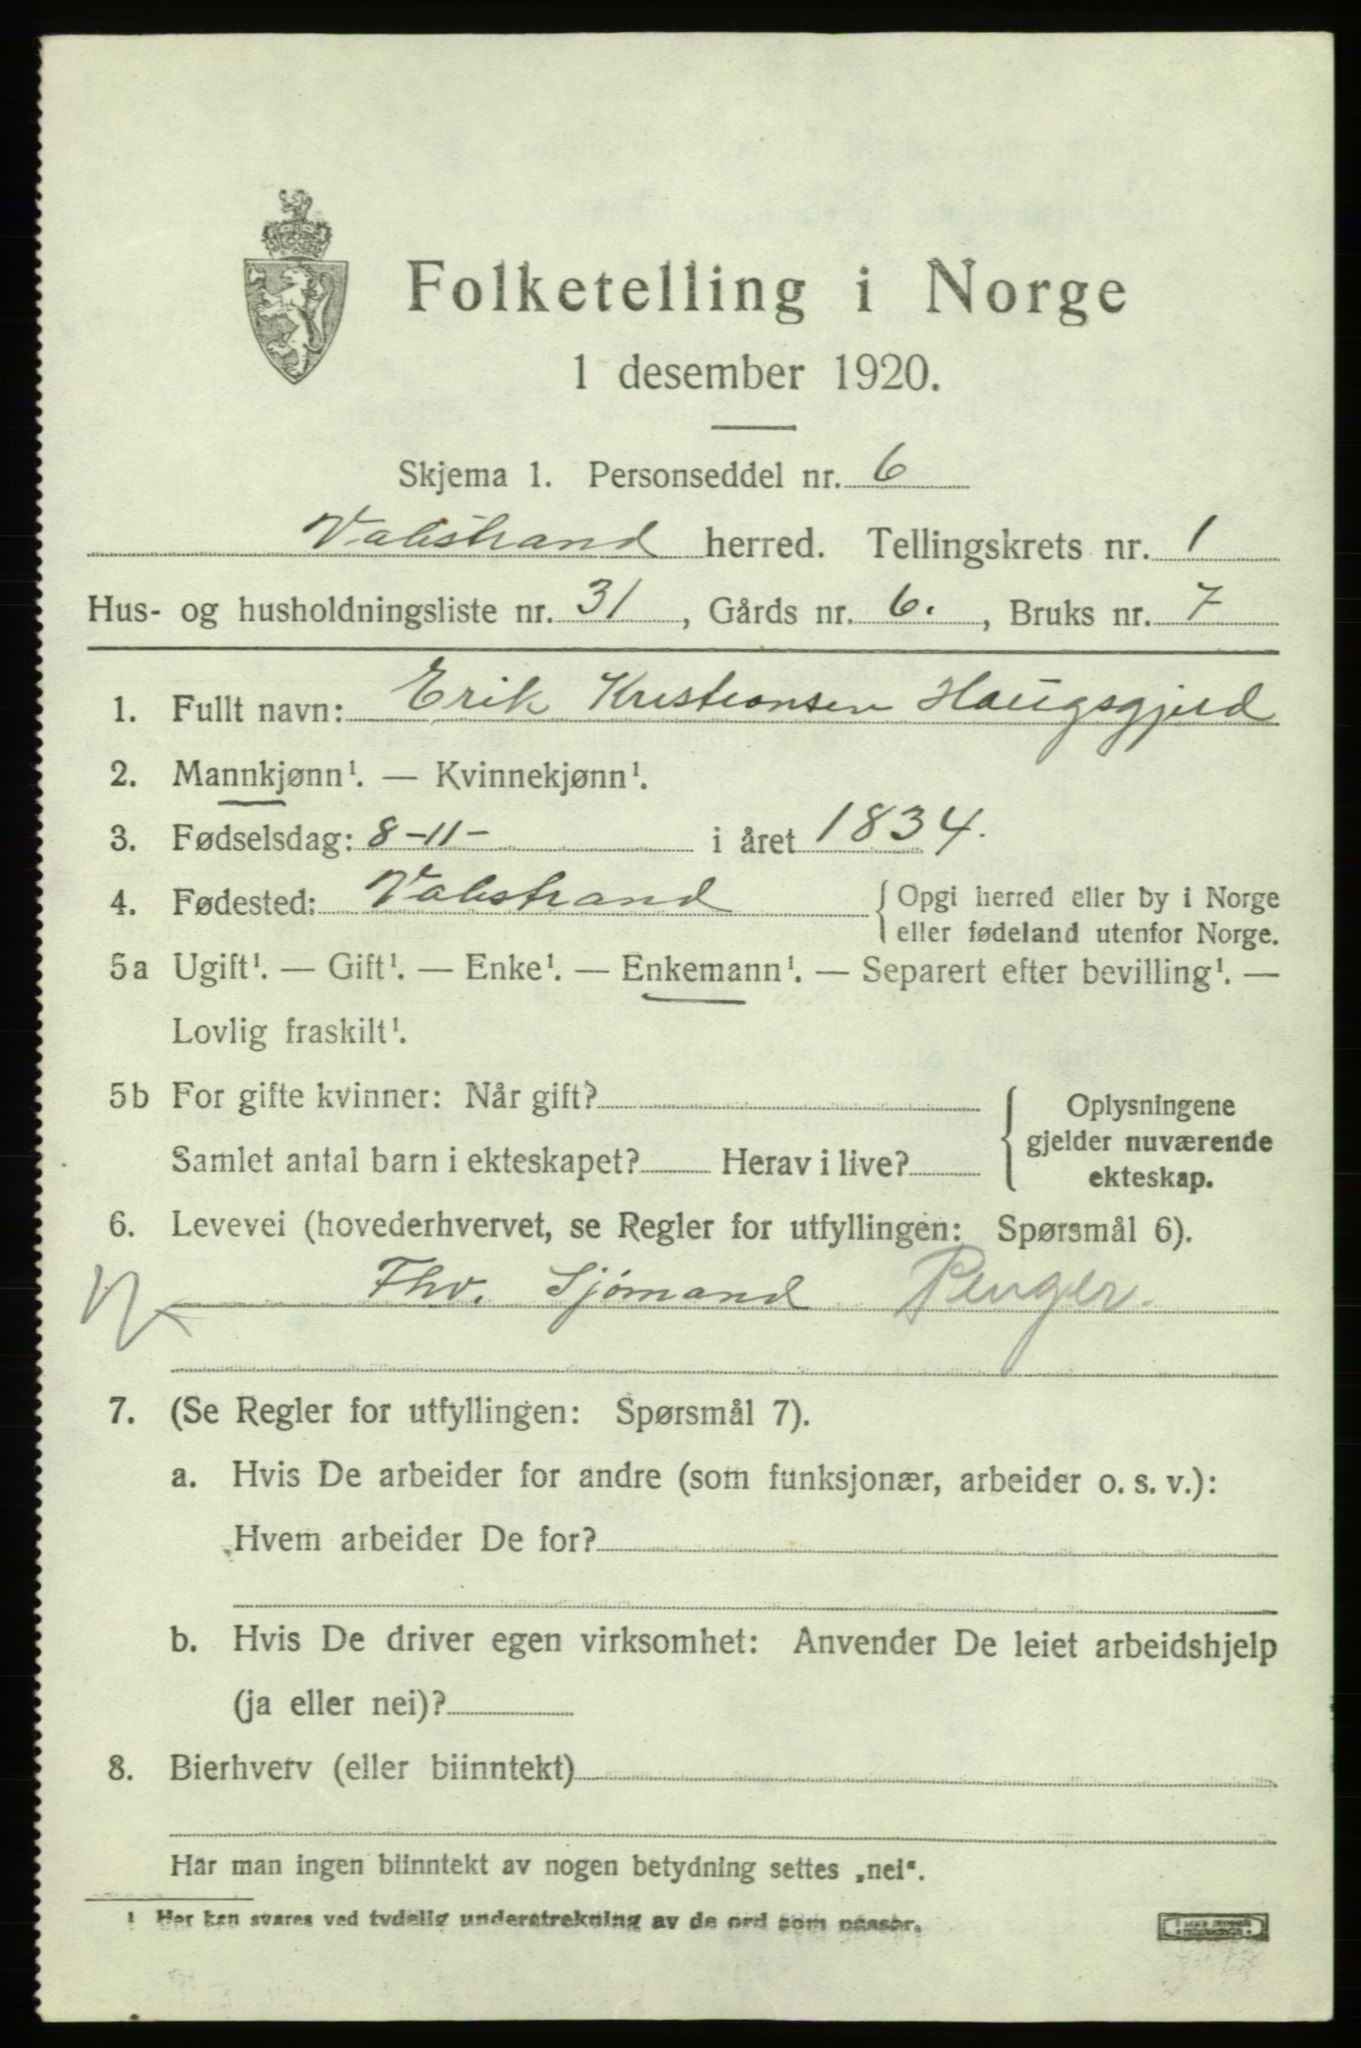 Folketelling i Norge
1 desember 1920.
Skjema 1. Personseddel nr. 6
Valestrand herred. Tellingskrets nr. 1
Hus- og husholdningsliste nr. 31, Gårds nr. 6., Bruks nr. 7
1. Fullt navn: Erik Kristiansen Haugsgjerd
2. Mannkjønn¹. — Kvinnekjønn¹.
3. Fødselsdag: 8-11- i året 1834.
4. Fødested: Valestrand { Opgi herred eller by i Norge
eller fødeland utenfor Norge.
5a Ugift¹. — Gift¹. — Enke¹. — Enkemann¹. — Separert efter bevilling¹. —
Lovlig fraskilt¹.
5b For gifte kvinner: Når gift?
Samlet antal barn i ekteskapet? Herav i live?
{ Oplysningene
gjelder nuværende
ekteskap.
6. Levevei (hovederhvervet, se Regler for utfyllingen: Spørsmål 6).
Fhv. Sjömand Penger.
7. (Se Regler for utfyllingen: Spørsmål 7).
a. Hvis De arbeider for andre (som funksjonær, arbeider o. s. v.):
Hvem arbeider De for?
b. Hvis De driver egen virksomhet: Anvender De leiet arbeidshjelp
(ja eller nei)?
8. Bierhverv (eller biinntekt)
Har man ingen biinntekt av nogen betydning settes „nei“.
¹ Her kan svares ved tydelig understrekning av de ord som passer.